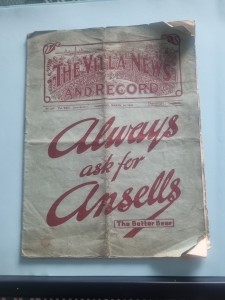 THE VILLA NEWS
AND RECORD
Always
ask for
Ansells
The Better Beer